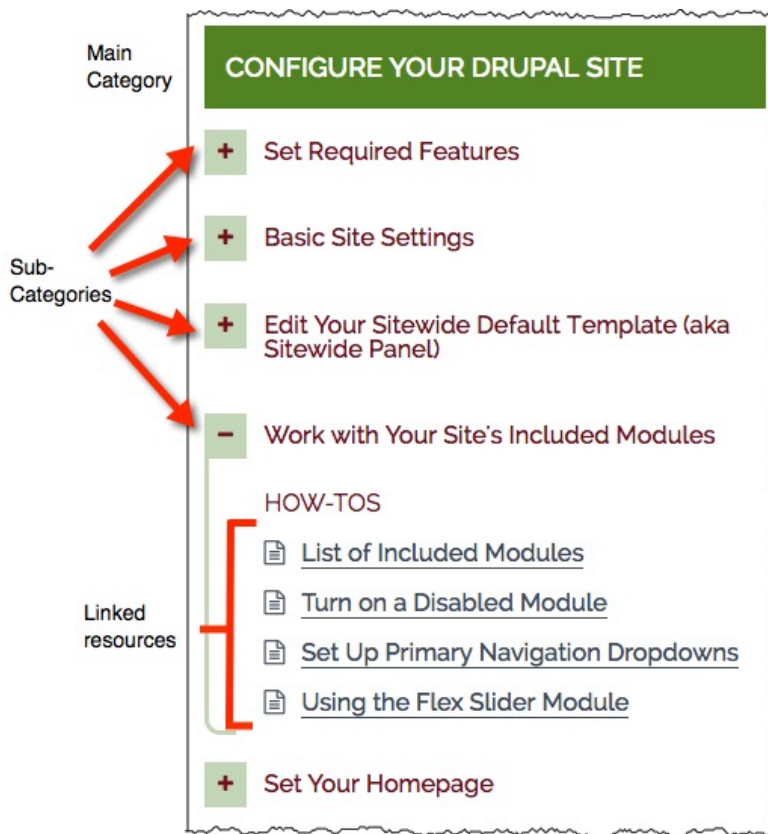 Main
Category
CONFIGURE YOUR DRUPAL SITE
+ Set Required Features
+ Basic Site Settings
Sub-
Categories
+ Edit Your Sitewide Default Template (aka
Sitewide Panel)
− Work with Your Site's Included Modules
HOW-TOS
List of Included Modules
Turn on a Disabled Module
Linked
resources
Set Up Primary Navigation Dropdowns
Using the Flex Slider Module
+ Set Your Homepage